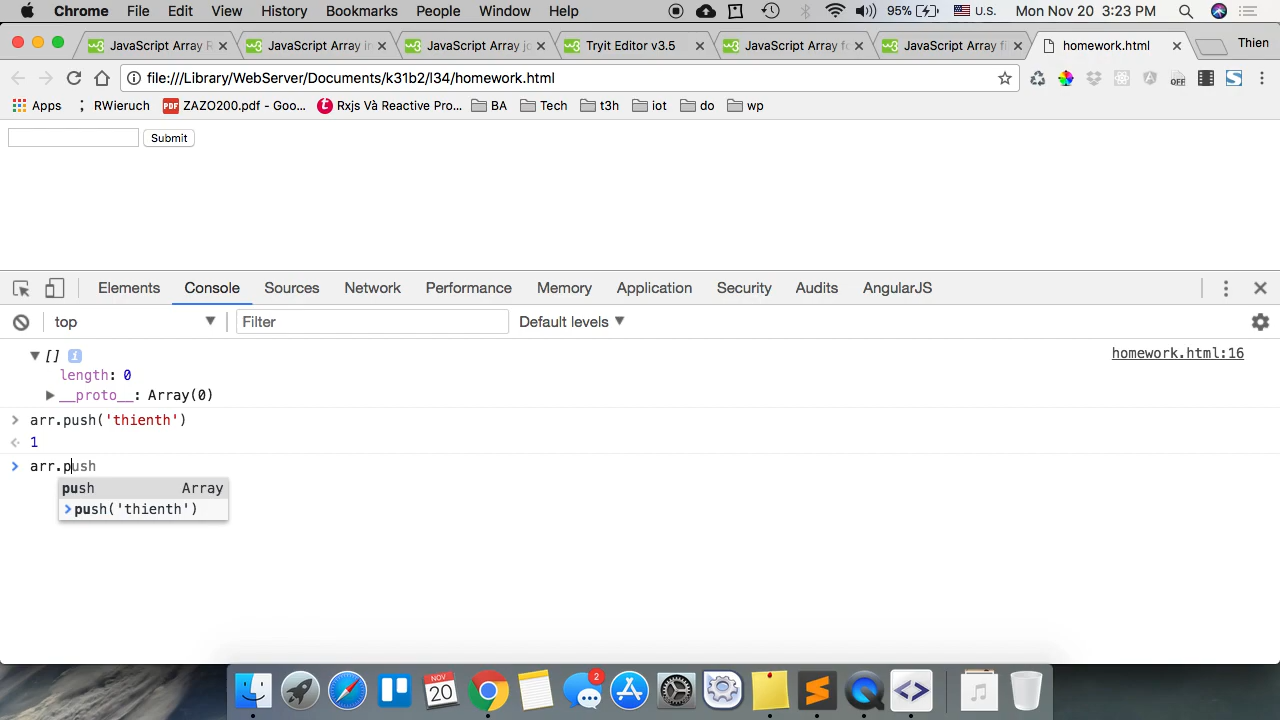 Chrome File Edit View History Bookmarks People Window Help 95% U.S. Mon Nov 20 3:23 PM
JavaScript Array R JavaScript Array in JavaScript Array jo Tryit Editor v3.5 JavaScript Array fo JavaScript Array fi homework.html Thien
file:///Library/WebServer/Documents/k31b2/l34/homework.html
Apps RWieruch ZAZO200.pdf - Goo... Rxjs Và Reactive Pro... BA Tech t3h iot do wp
Submit
Elements Console Sources Network Performance Memory Application Security Audits AngularJS
top Filter Default levels
[] i homework.html:16
length: 0
__proto__: Array(0)
arr.push('thienth')
1
arr.push
push Array
push('thienth')
NOV
20
2